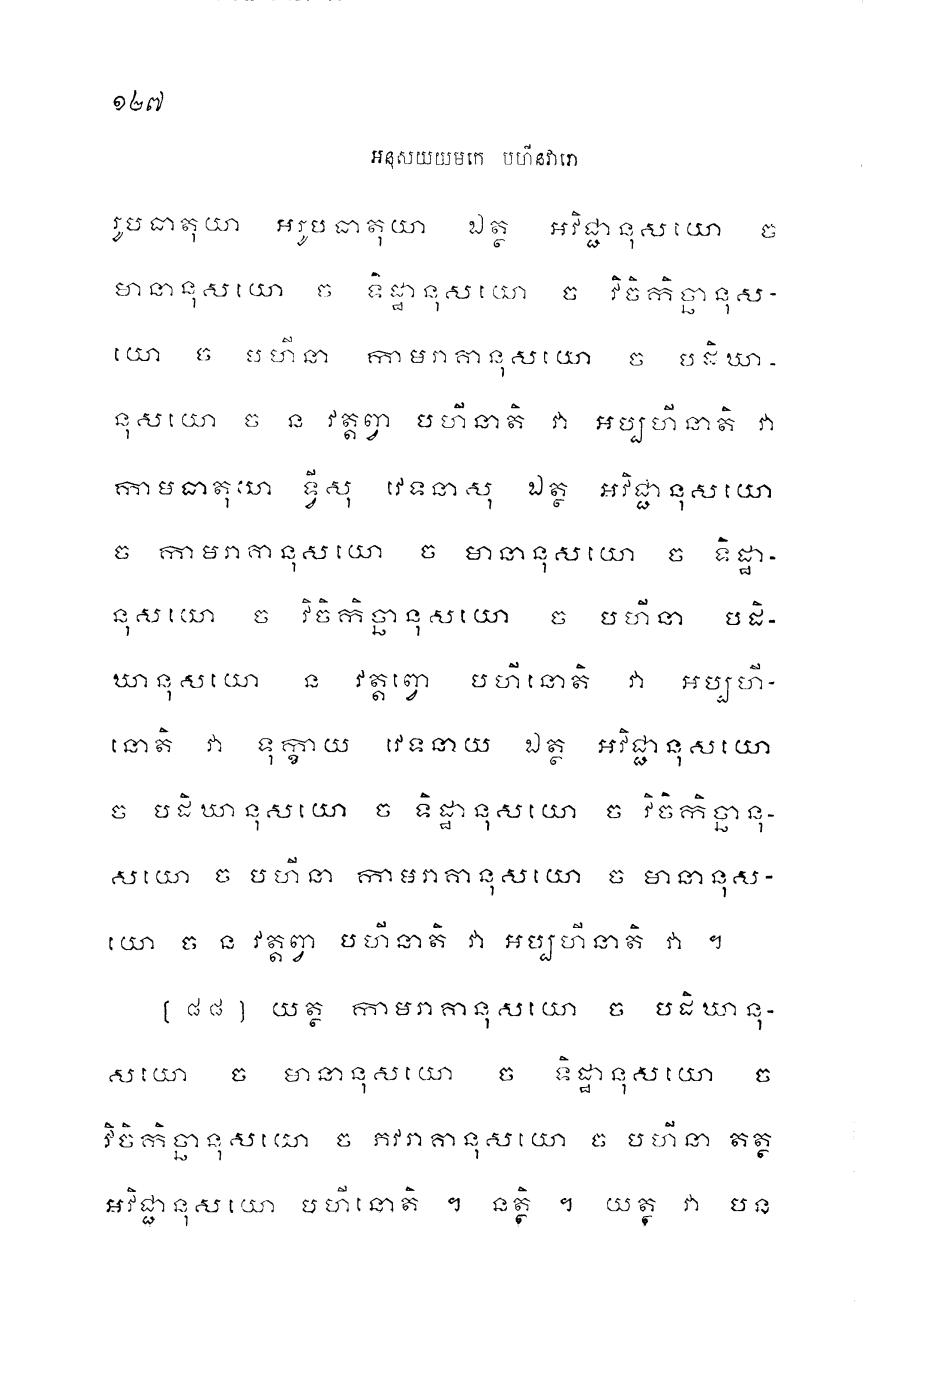 ១៤៧
អនុសយយមកេ បហីនវារោ
រូបធាតុយា អរូបធាតុយា ឯត្ថ អវិជ្ជានុសយោ ច
មានានុសយោ ច ទិដ្ឋានុសយោ ច វិចិកិច្ឆានុស-
យោ ច បហីនា កាមរាគានុសយោ ច បដិឃា-
នុសយោ ច ន វត្តព្វា បហីនាតិ វា អប្បហីនាតិ វា
កាមធាតុយា ទ្វីសុ វេទនាសុ ឯត្ថ អវិជ្ជានុសយោ
ច កាមរាគានុសយោ ច មានានុសយោ ច ទិដ្ឋា-
នុសយោ ច វិចិកិច្ឆានុសយោ ច បហីនា បដិ-
ឃានុសយោ ន វត្តព្វោ បហីនោតិ វា អប្បហី-
នោតិ វា ទុក្ខាយ វេទនាយ ឯត្ថ អវិជ្ជានុសយោ
ច បដិឃានុសយោ ច ទិដ្ឋានុសយោ ច វិចិកិច្ឆានុ-
សយោ ច បហីនា កាមរាគានុសយោ ច មានានុស-
យោ ច ន វត្តព្វា បហីនាតិ វា អប្បហីនាតិ វា ។
[ ៨៨ ] យត្ថ កាមរាគានុសយោ ច បដិឃានុ-
សយោ ច មានានុសយោ ច ទិដ្ឋានុសយោ ច
វិចិកិច្ឆានុសយោ ច ភវរាគានុសយោ ច បហីនា តត្ថ
អវិជ្ជានុសយោ បហីនោតិ ។ នត្ថិ ។ យត្ថ វា បន